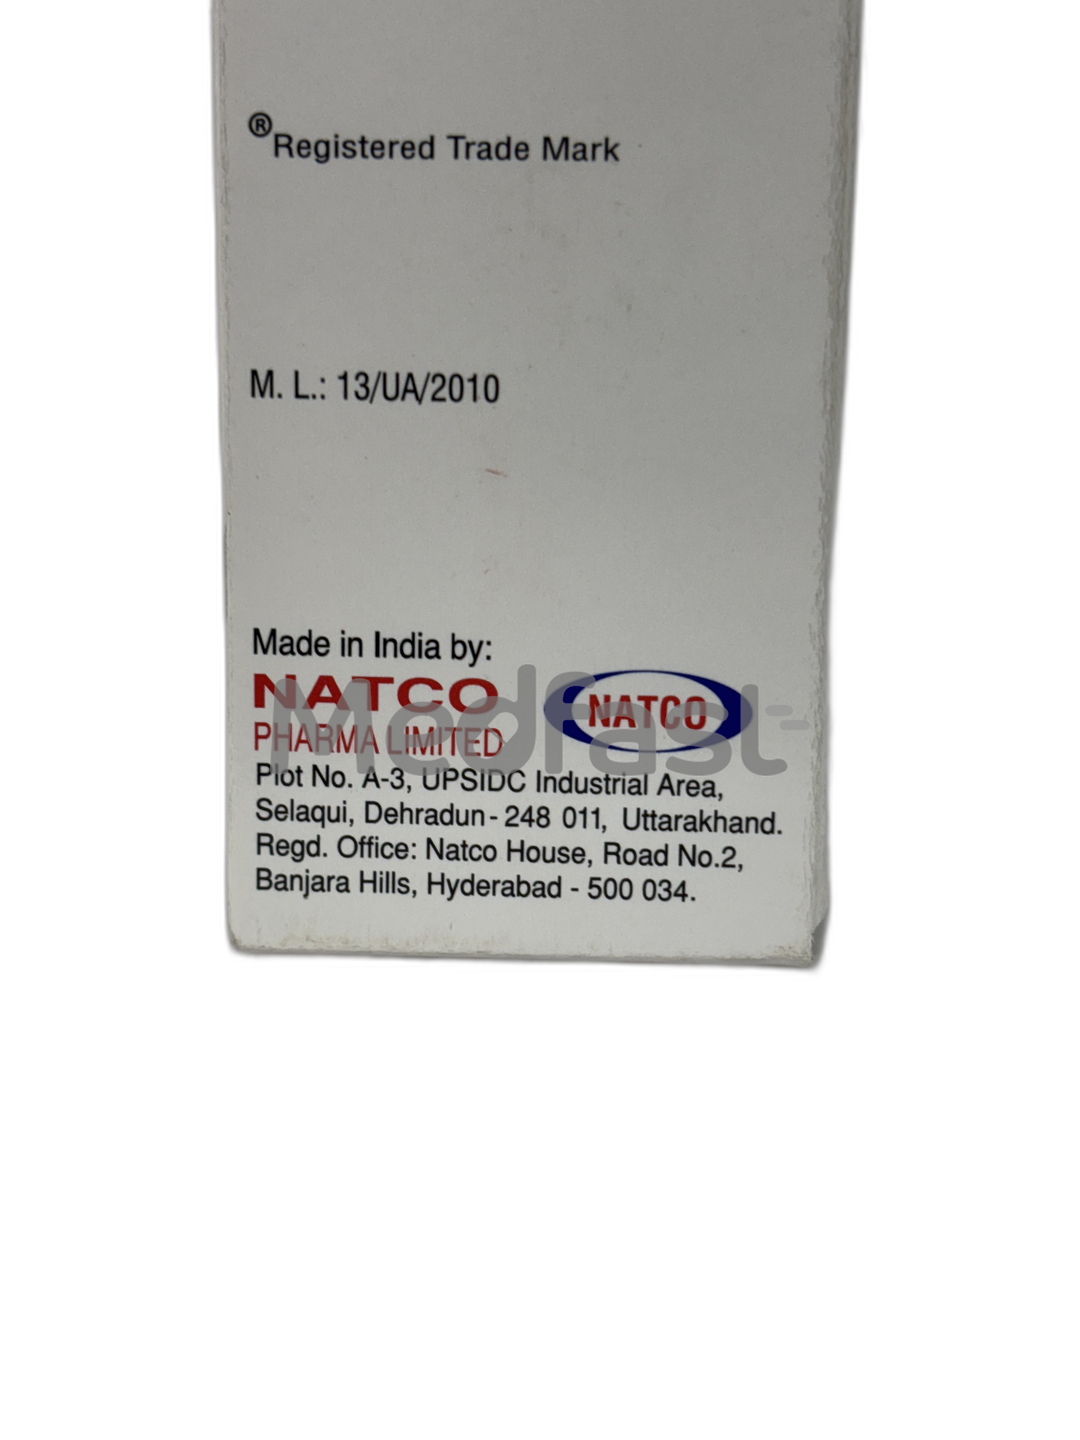 ®Registered Trade Mark
M. L.: 13/UA/2010
Made in India by:
NATCO
PHARMA LIMITED
NATCO
Medfast
Plot No. A-3, UPSIDC Industrial Area,
Selaqui, Dehradun- 248 011, Uttarakhand.
Regd. Office: Natco House, Road No.2,
Banjara Hills, Hyderabad - 500 034.